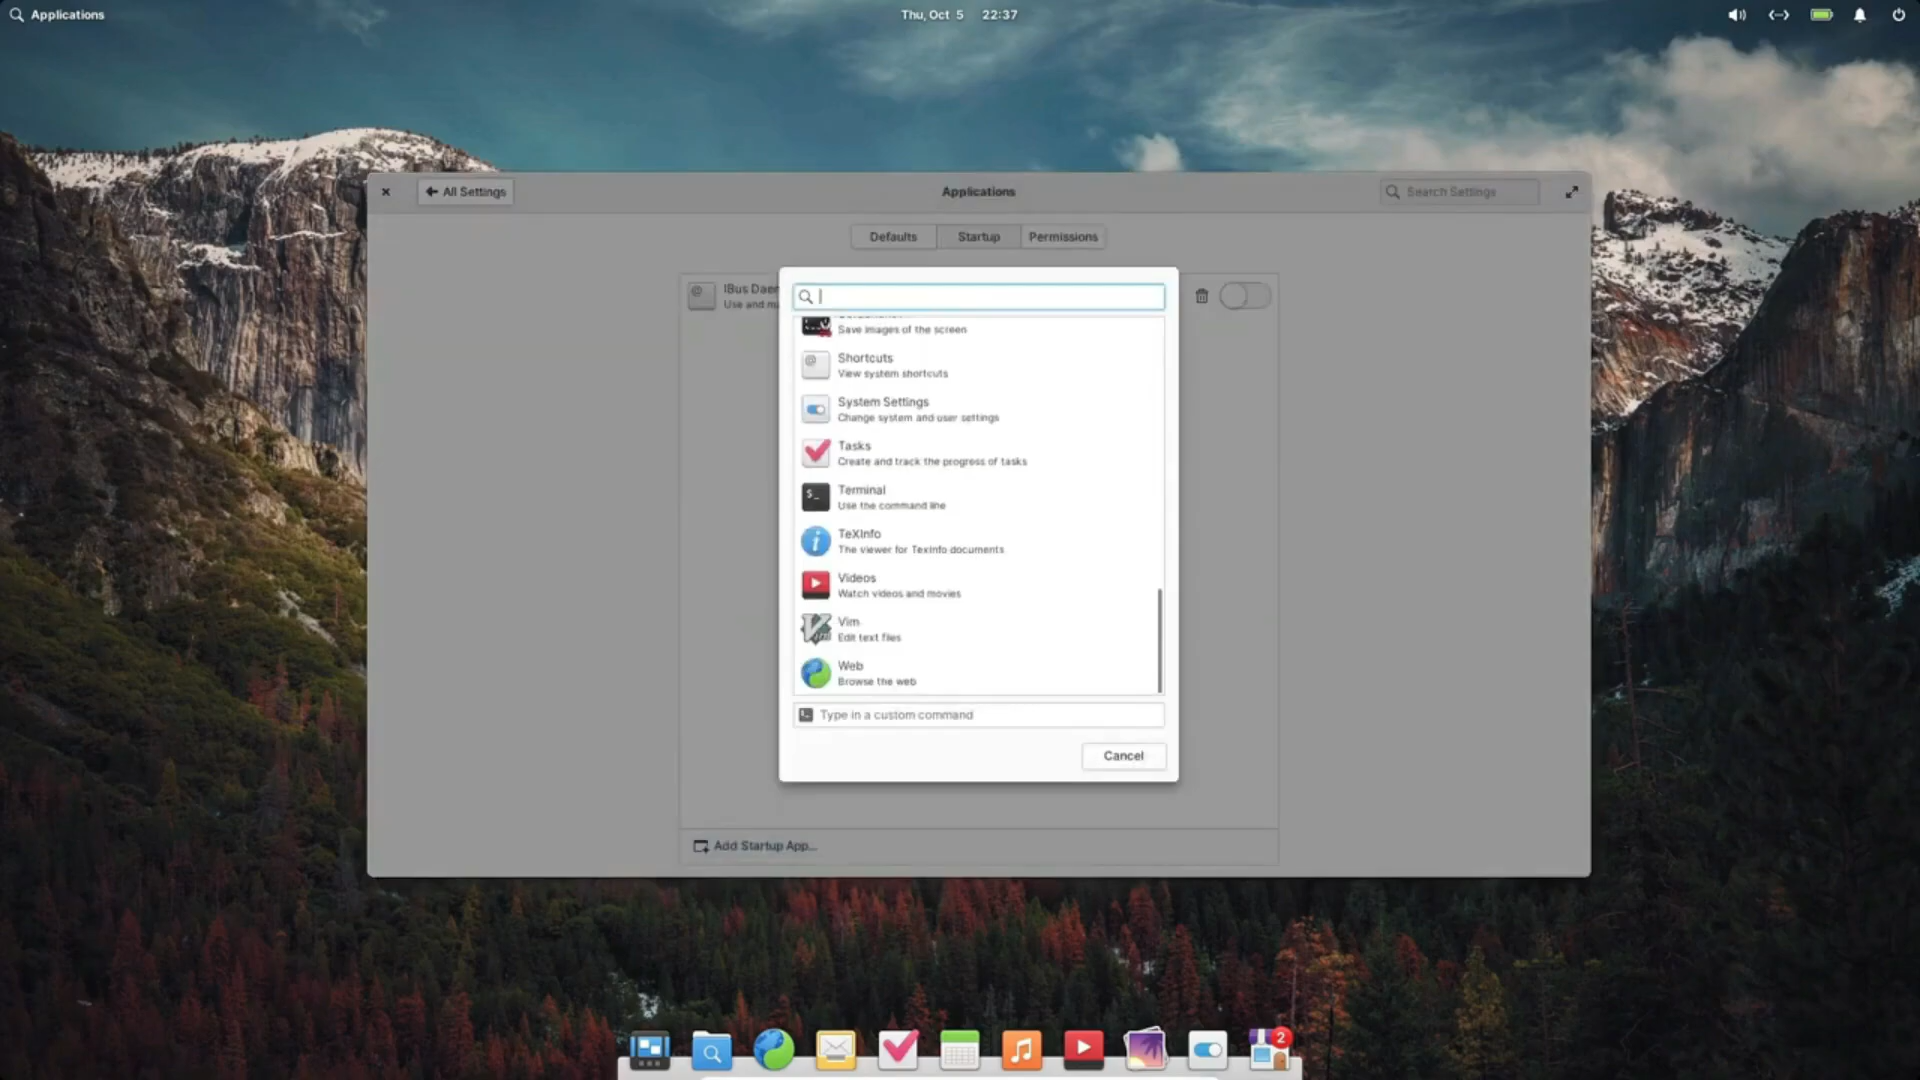 Applications
Thu, Oct 5 22:37
All Settings
Applications
Search Settings
Defaults
Startup
Permissions
IBus Daem
Use and ma
Save images of the screen
Shortcuts
View system shortcuts
System Settings
Change system and user settings
Tasks
Create and track the progress of tasks
$_
Terminal
Use the command line
TeXInfo
The viewer for TexInfo documents
Videos
Watch videos and movies
Vim
Edit text files
Web
Browse the web
Type in a custom command
Cancel
Add Startup App...
2